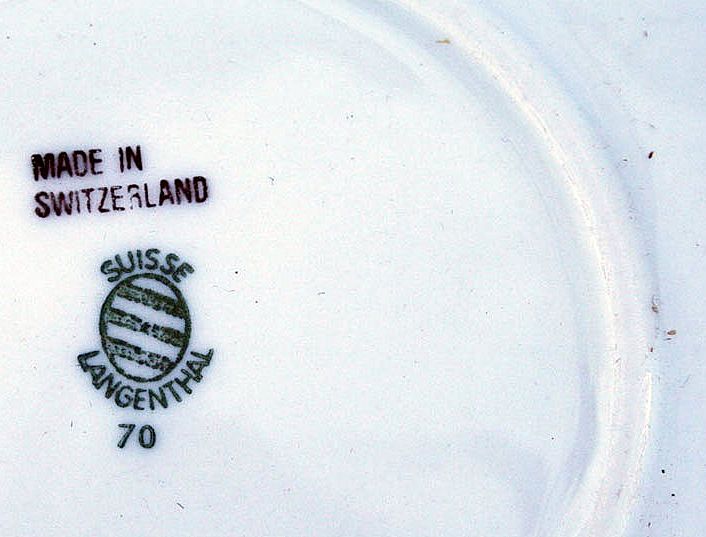 MADE IN
SWITZERLAND
SUISSE
LANGENTHAL
70